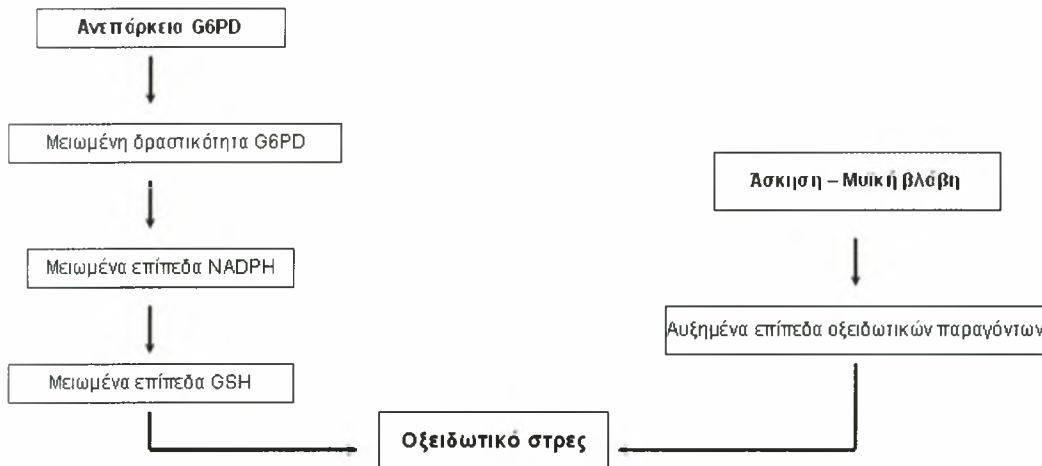 Ανεπάρκεια G6PD
Μειωμένη δραστικότητα G6PD
Μειωμένα επίπεδα NADPH
Μειωμένα επίπεδα GSH
Άσκηση – Μυϊκή βλάβη
Αυξημένα επίπεδα οξειδωτικών παραγόντων
Οξειδωτικό στρες